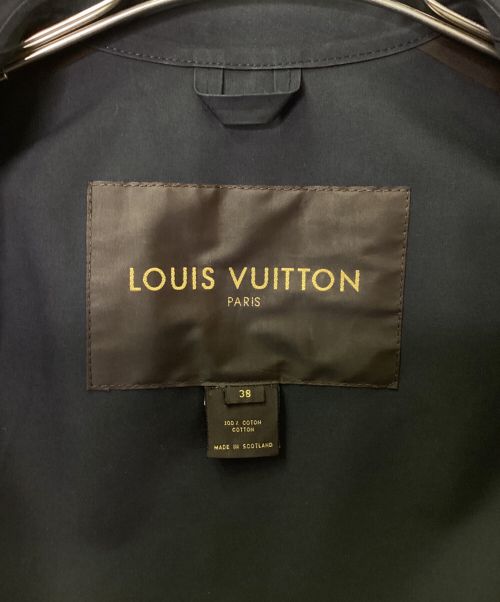 LOUIS VUITTON
PARIS
38
100% COTON
COTTON
MADE IN SCOTLAND